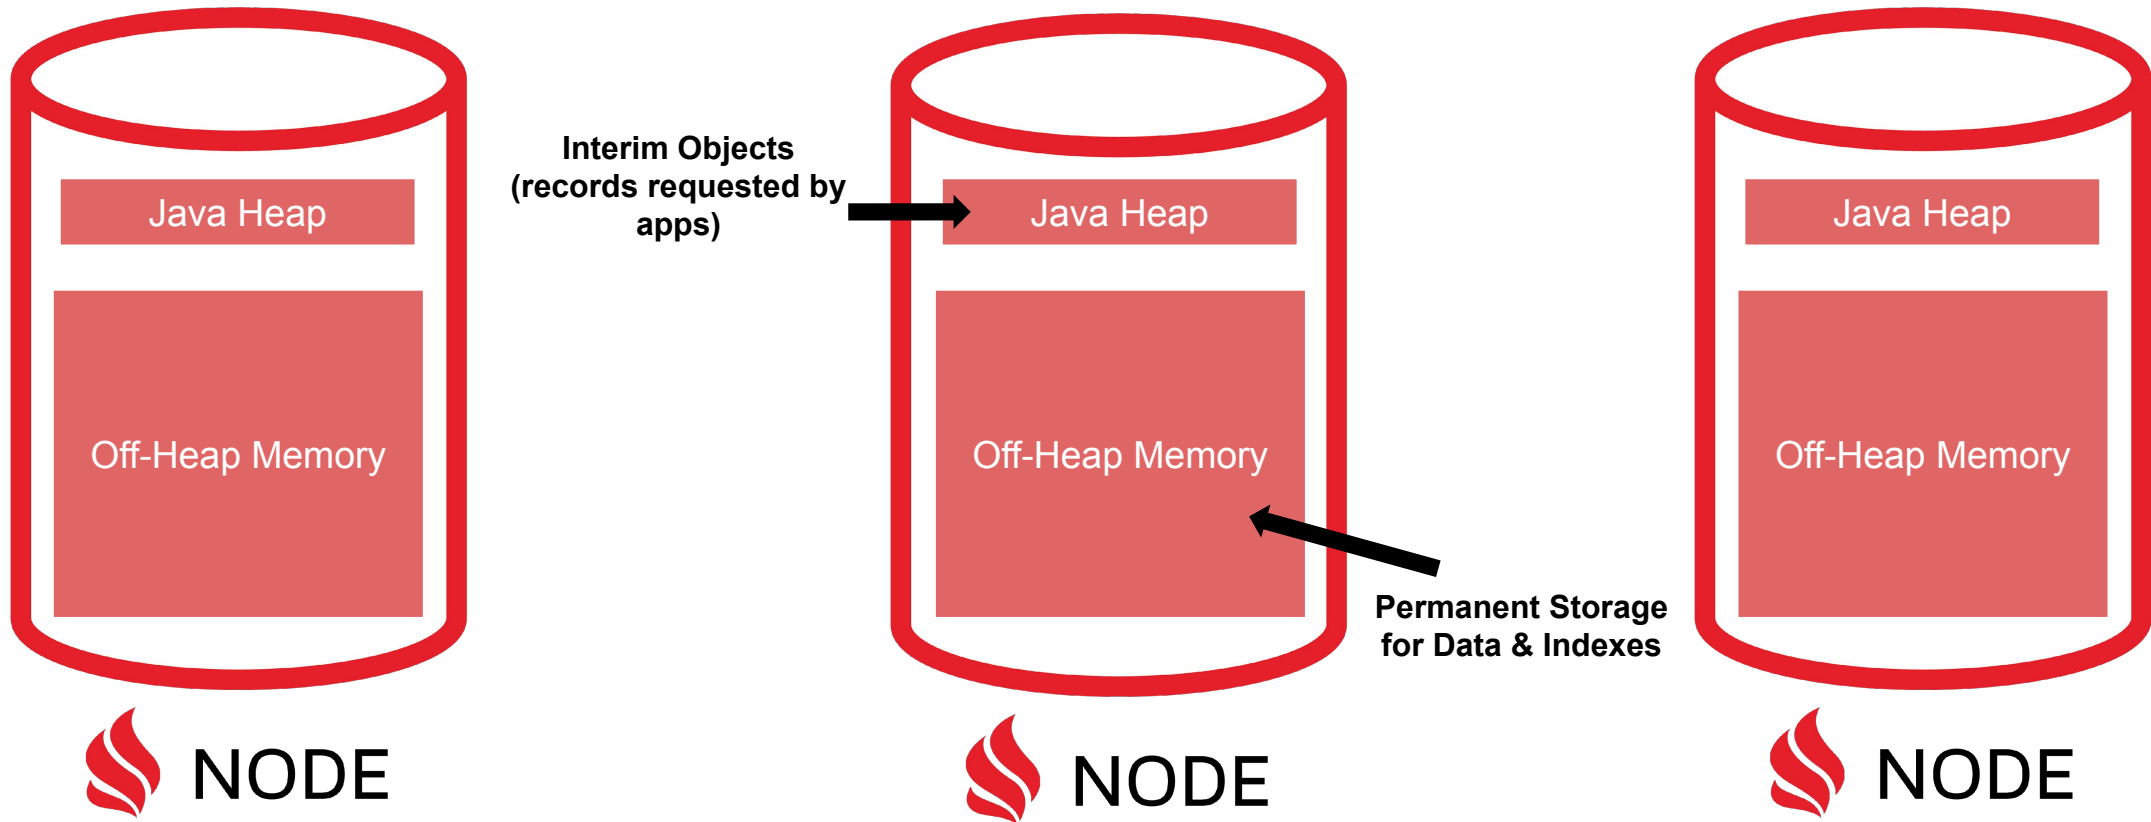 Java Heap
Off-Heap Memory
NODE
Interim Objects
(records requested by
apps)
Java Heap
Off-Heap Memory
Permanent Storage
for Data & Indexes
NODE
Java Heap
Off-Heap Memory
NODE